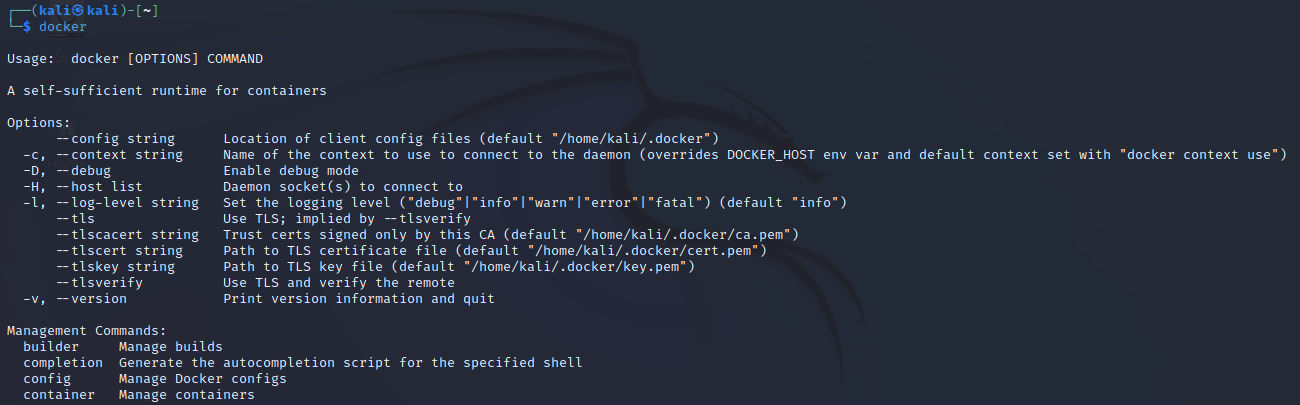 ┌──(kali㉿kali)-[~]
└─$ docker
Usage:  docker [OPTIONS] COMMAND
A self-sufficient runtime for containers
Options:
      --config string      Location of client config files (default "/home/kali/.docker")
  -c, --context string     Name of the context to use to connect to the daemon (overrides DOCKER_HOST env var and default context set with "docker context use")
  -D, --debug              Enable debug mode
  -H, --host list          Daemon socket(s) to connect to
  -l, --log-level string   Set the logging level ("debug"|"info"|"warn"|"error"|"fatal") (default "info")
      --tls                Use TLS; implied by --tlsverify
      --tlscacert string   Trust certs signed only by this CA (default "/home/kali/.docker/ca.pem")
      --tlscert string     Path to TLS certificate file (default "/home/kali/.docker/cert.pem")
      --tlskey string      Path to TLS key file (default "/home/kali/.docker/key.pem")
      --tlsverify          Use TLS and verify the remote
  -v, --version            Print version information and quit
Management Commands:
  builder     Manage builds
  completion  Generate the autocompletion script for the specified shell
  config      Manage Docker configs
  container   Manage containers